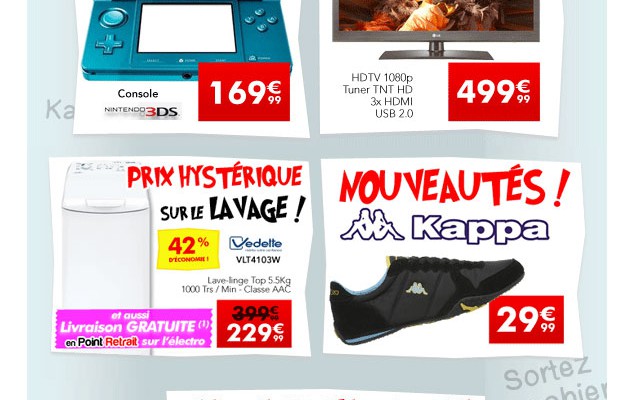 Console
NINTENDO 3DS
169€99
LG
HDTV 1080p
Tuner TNT HD
3x HDMI
USB 2.0
499€99
PRIX HYSTÉRIQUE
SUR LE LAVAGE !
42%
D'ÉCONOMIE !
Vedette
VLT4103W
Lave-linge Top 5.5Kg
1000 Trs / Min - Classe AAC
399€
229€99
et aussi
Livraison GRATUITE (1)
en Point Retrait sur l'électro
NOUVEAUTÉS !
Kappa
29€99
Sortez